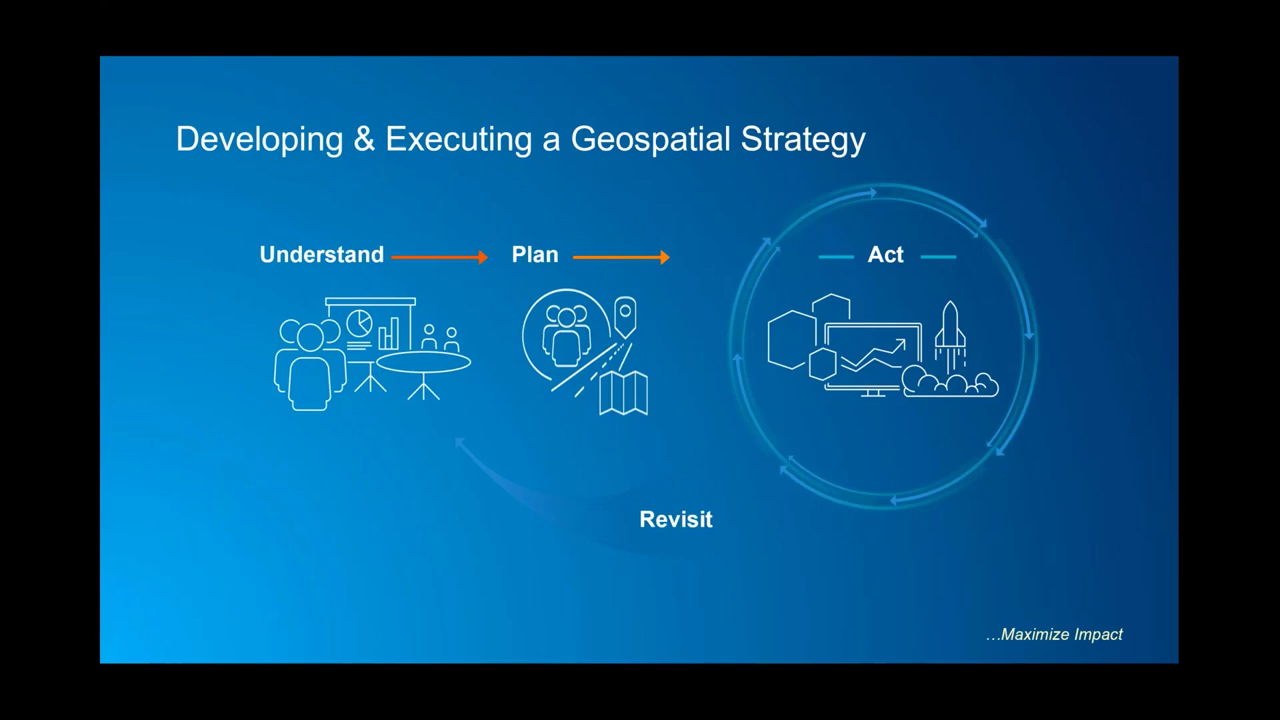 Developing & Executing a Geospatial Strategy
Understand
Plan
Act
Revisit
…Maximize Impact